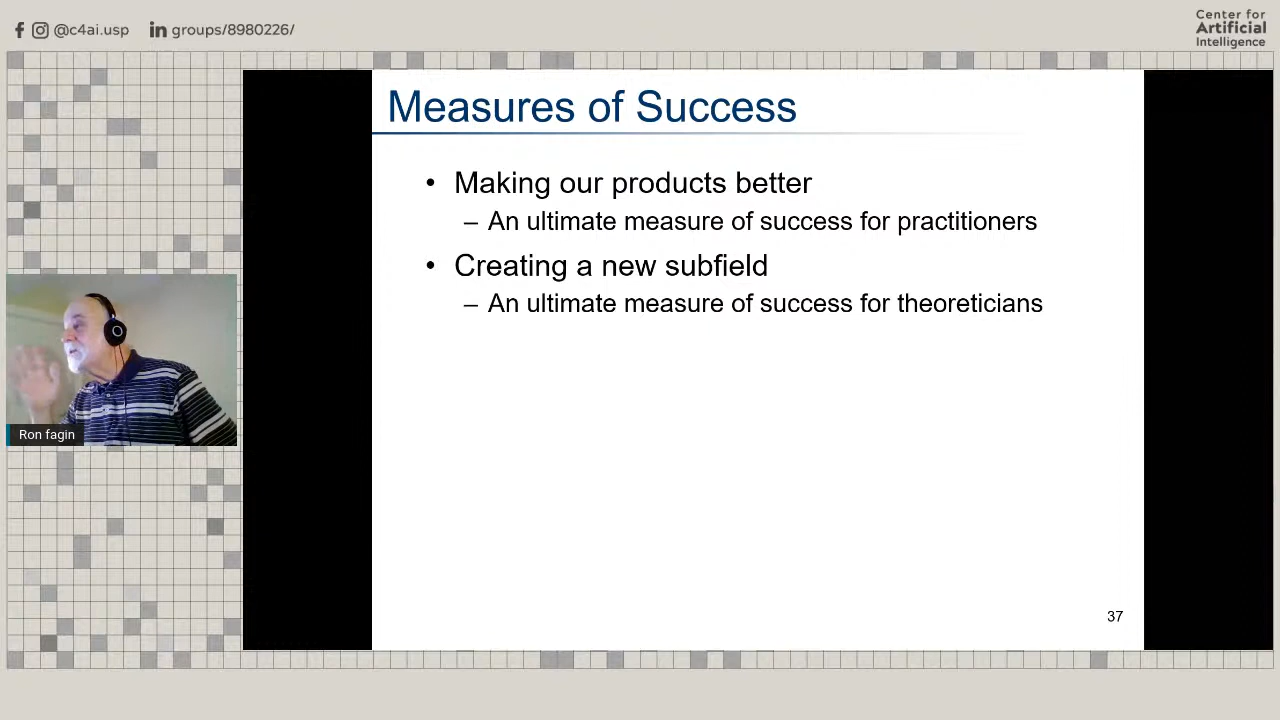 @c4ai.usp in groups/8980226/
Center for
Artificial
Intelligence
Measures of Success
• Making our products better
– An ultimate measure of success for practitioners
• Creating a new subfield
– An ultimate measure of success for theoreticians
Ron fagin
37